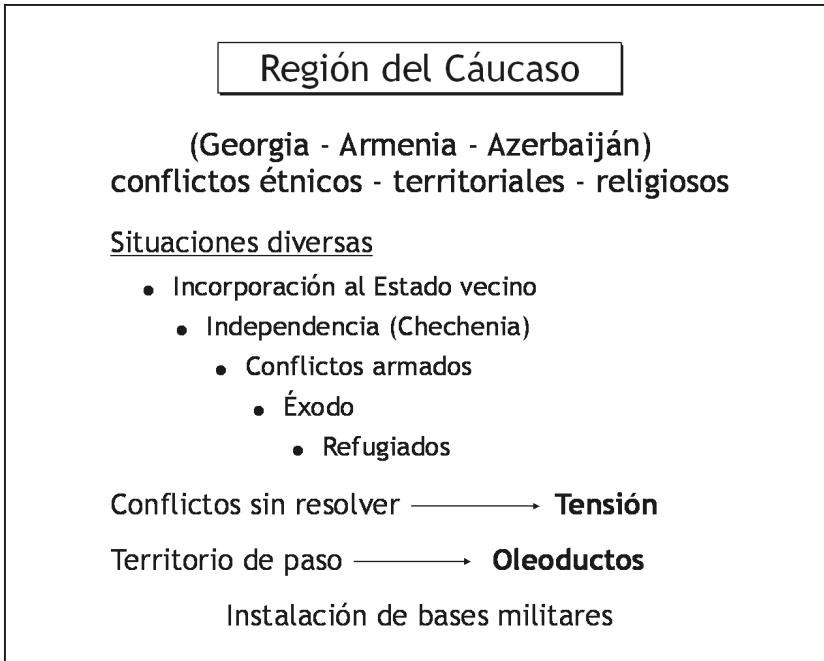 Región del Cáucaso
(Georgia - Armenia - Azerbaiján)
conflictos étnicos - territoriales - religiosos
Situaciones diversas
● Incorporación al Estado vecino
● Independencia (Chechenia)
● Conflictos armados
● Éxodo
● Refugiados
Conflictos sin resolver ⟶ Tensión
Territorio de paso ⟶ Oleoductos
Instalación de bases militares